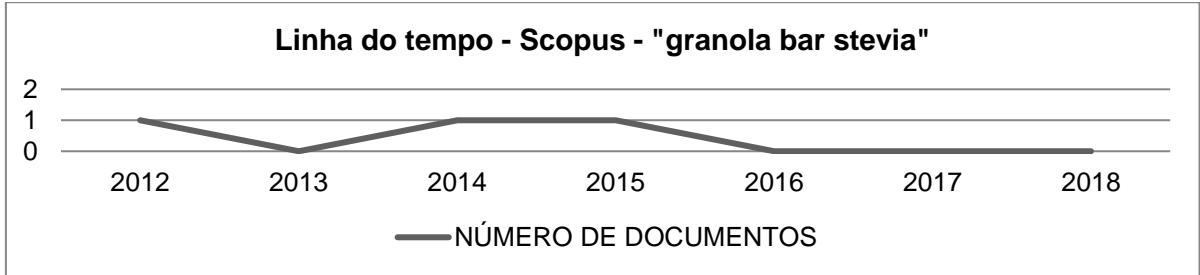 Linha do tempo - Scopus - "granola bar stevia"
2
1
0
2012 2013 2014 2015 2016 2017 2018
NÚMERO DE DOCUMENTOS